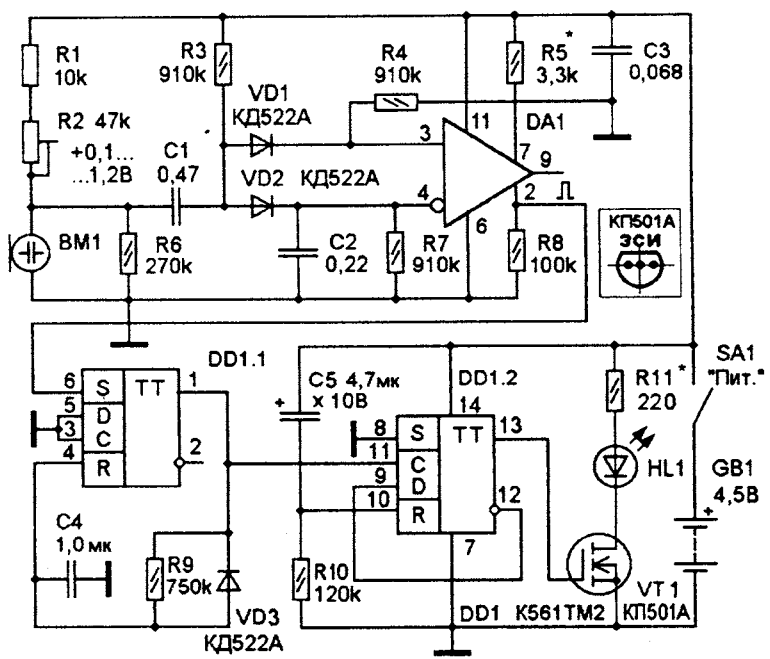 R1
10k
R2 47k
+0,1...
...1,2В
R3
910k
VD1
КД522А
R4
910k
R5*
3,3k
C3
0,068
11
DA1
3
7
9
C1
0,47
VD2 КД522А
4
2
6
BM1
R6
270k
C2
0,22
R7
910k
R8
100k
КП501А
ЗСИ
DD1.1
6
5
3
4
S
D
C
R
TT
1
2
C4
1,0мк
R9
750k
VD3
КД522А
C5 4,7мк
x 10В
+
DD1.2
14
8
11
9
10
S
C
D
R
TT
13
12
7
R10
120k
DD1 К561ТМ2
R11*
220
HL1
VT1
КП501А
SA1
"Пит."
GB1
4,5В
+